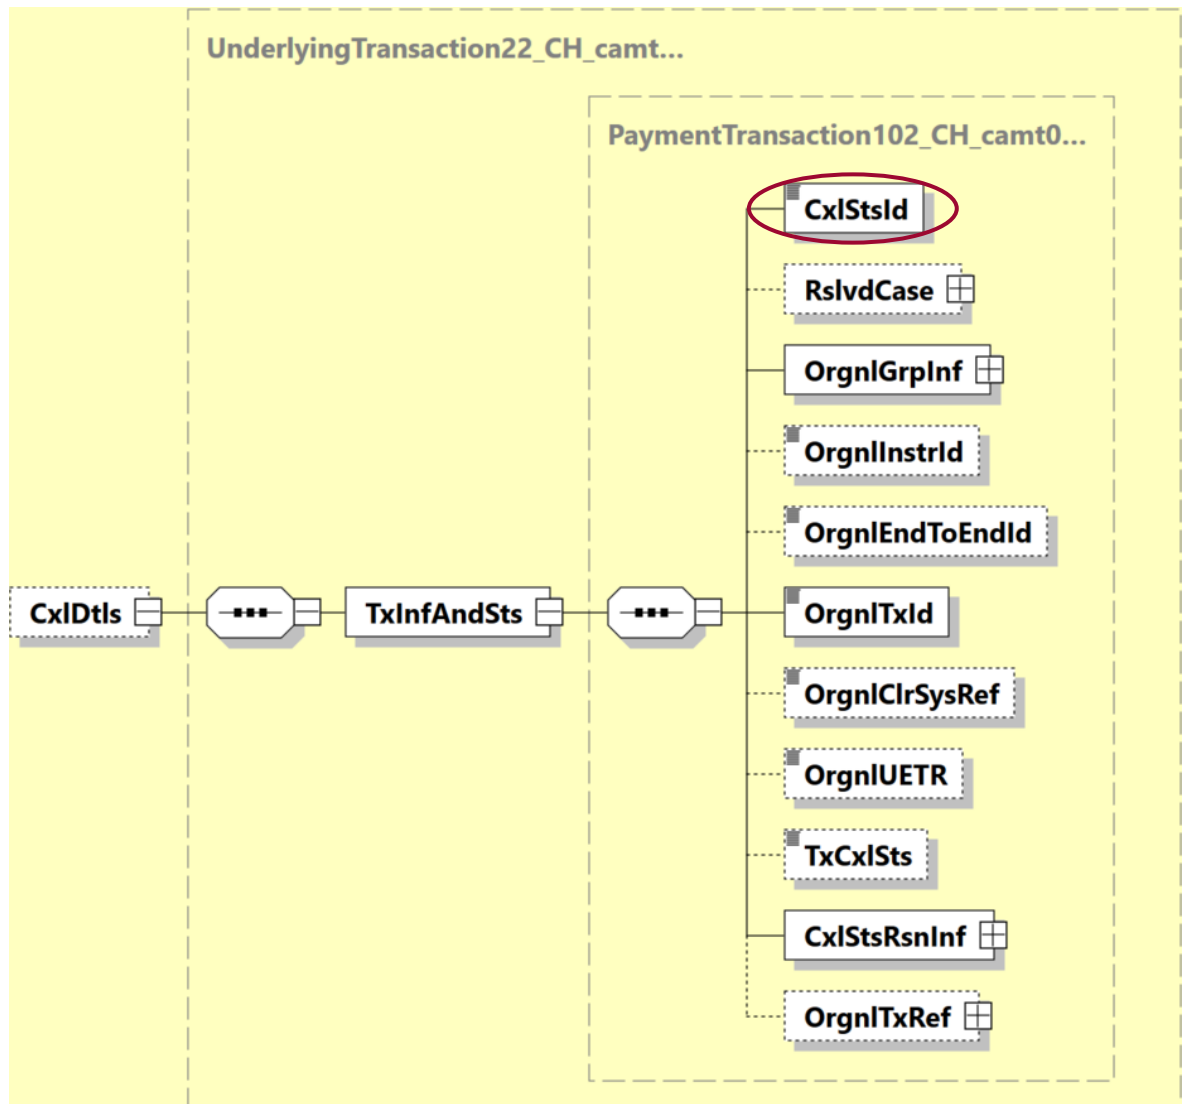 UnderlyingTransaction22_CH_camt...
PaymentTransaction102_CH_camt0...
CxlStsId
RslvdCase
OrgnlGrpInf
OrgnlInstrId
OrgnlEndToEndId
CxlDtls
TxInfAndSts
OrgnlTxId
OrgnlClrSysRef
OrgnlUETR
TxCxlSts
CxlStsRsnInf
OrgnlTxRef